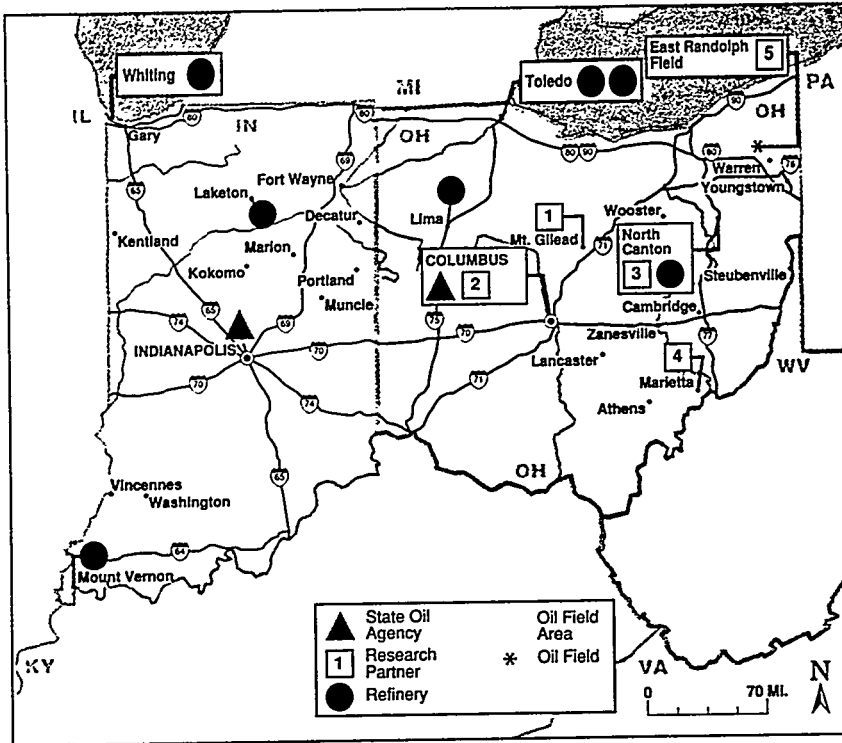 East Randolph
Field
5
PA
Whiting
MI
Toledo
OH
90
90
IL
80
80
Gary
IN
OH
80
90
80
76
69
Warren
Youngstown
Fort Wayne
65
Laketon
Lima
Wooster
Decatur
1
Mt. Gilead
71
North
Canton
3
Kentland
Marion
COLUMBUS
2
Steubenville
Kokomo
Portland
Muncie
Cambridge
65
74
69
75
70
Zanesville
77
INDIANAPOLIS
70
Lancaster
4
WV
70
71
Marietta
74
Athens
OH
65
Vincennes
Washington
64
Mount Vernon
State Oil
Agency
Oil Field
Area
1
Research
Partner
* Oil Field
Refinery
KY
VA
N
0 70 MI.